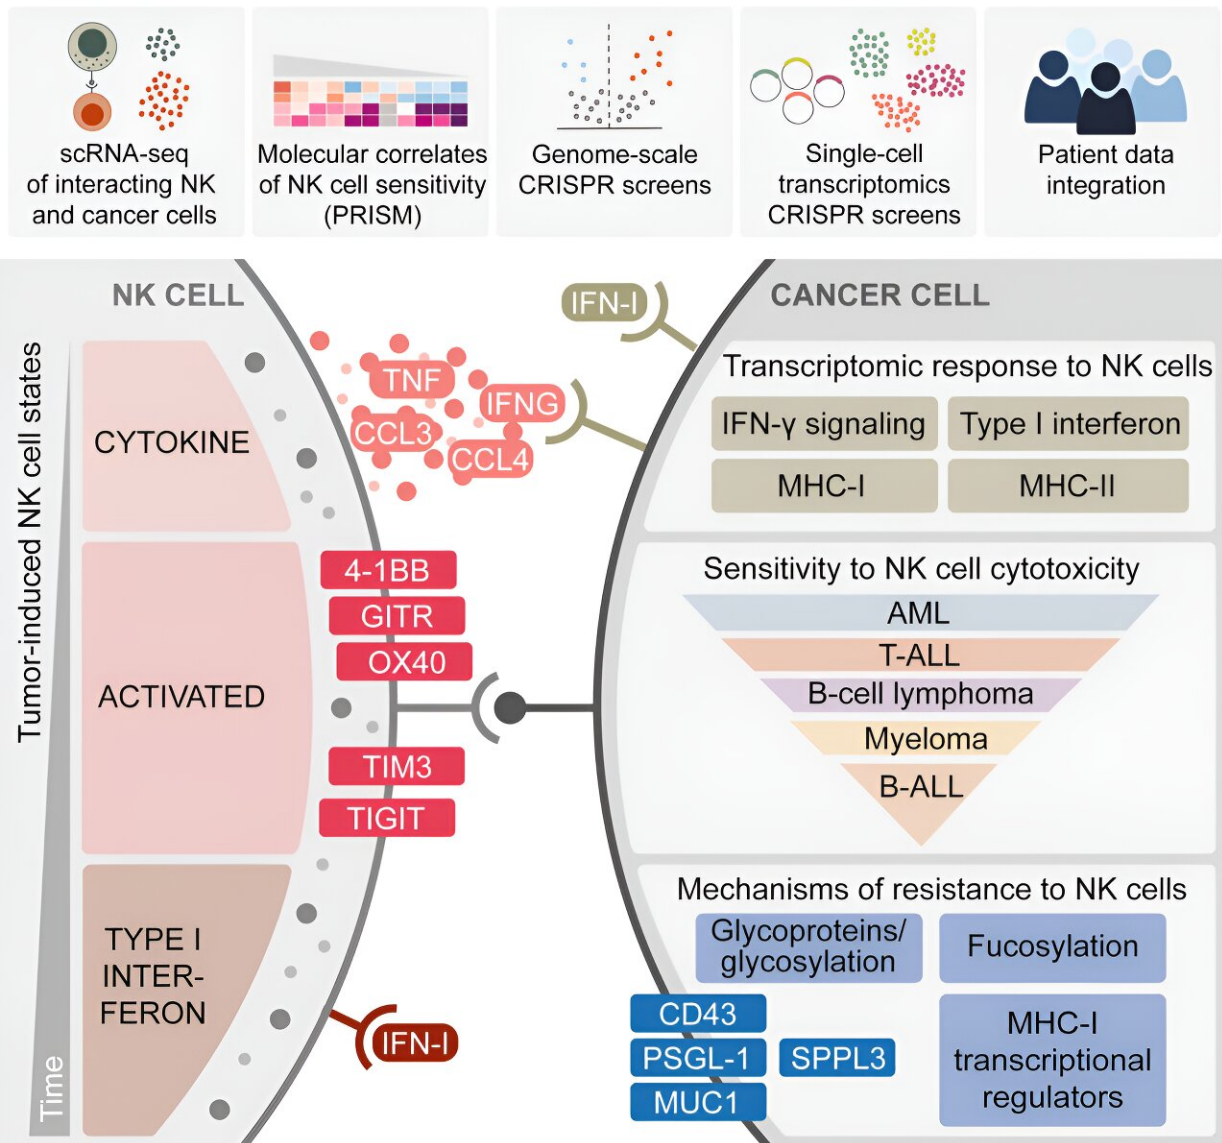 scRNA-seq
of interacting NK
and cancer cells
Molecular correlates
of NK cell sensitivity
(PRISM)
Genome-scale
CRISPR screens
Single-cell
transcriptomics
CRISPR screens
Patient data
integration
NK CELL
Tumor-induced NK cell states
Time
CYTOKINE
ACTIVATED
TYPE I
INTER-
FERON
TNF
IFNG
CCL3
CCL4
4-1BB
GITR
OX40
TIM3
TIGIT
IFN-I
IFN-I
CANCER CELL
Transcriptomic response to NK cells
IFN-γ signaling
Type I interferon
MHC-I
MHC-II
Sensitivity to NK cell cytotoxicity
AML
T-ALL
B-cell lymphoma
Myeloma
B-ALL
Mechanisms of resistance to NK cells
Glycoproteins/
glycosylation
Fucosylation
CD43
PSGL-1
MUC1
SPPL3
MHC-I
transcriptional
regulators